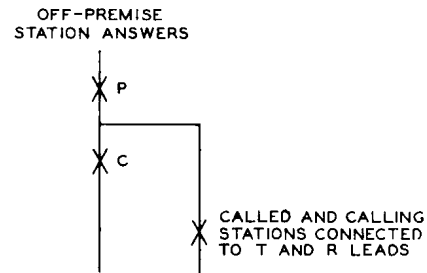 OFF-PREMISE
STATION ANSWERS
P
C
CALLED AND CALLING
STATIONS CONNECTED
TO T AND R LEADS